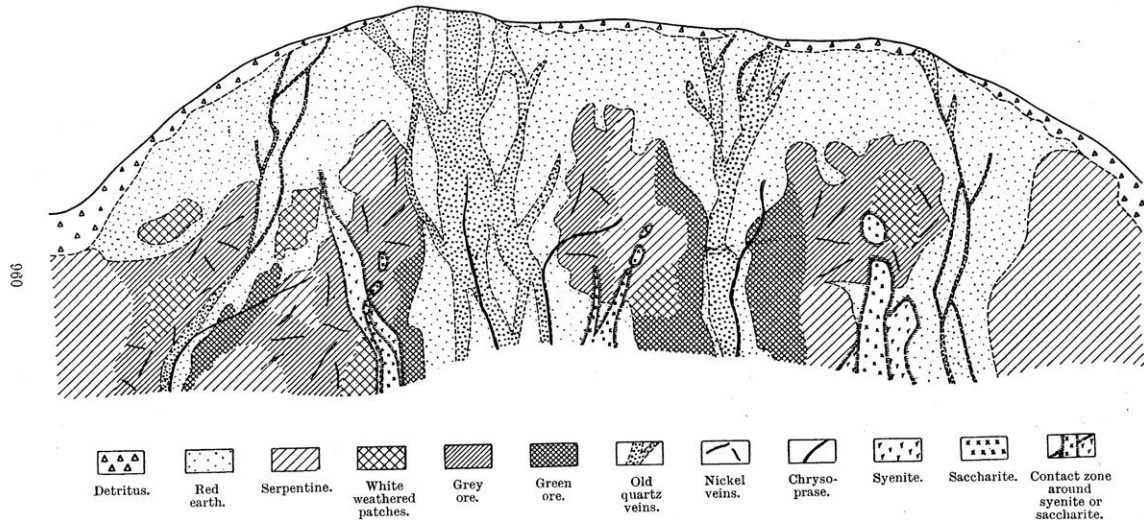 960
Detritus.
Red
earth.
Serpentine.
White
weathered
patches.
Grey
ore.
Green
ore.
Old
quartz
veins.
Nickel
veins.
Chryso-
prase.
Syenite.
Saccharite.
Contact zone
around
syenite or
saccharite.